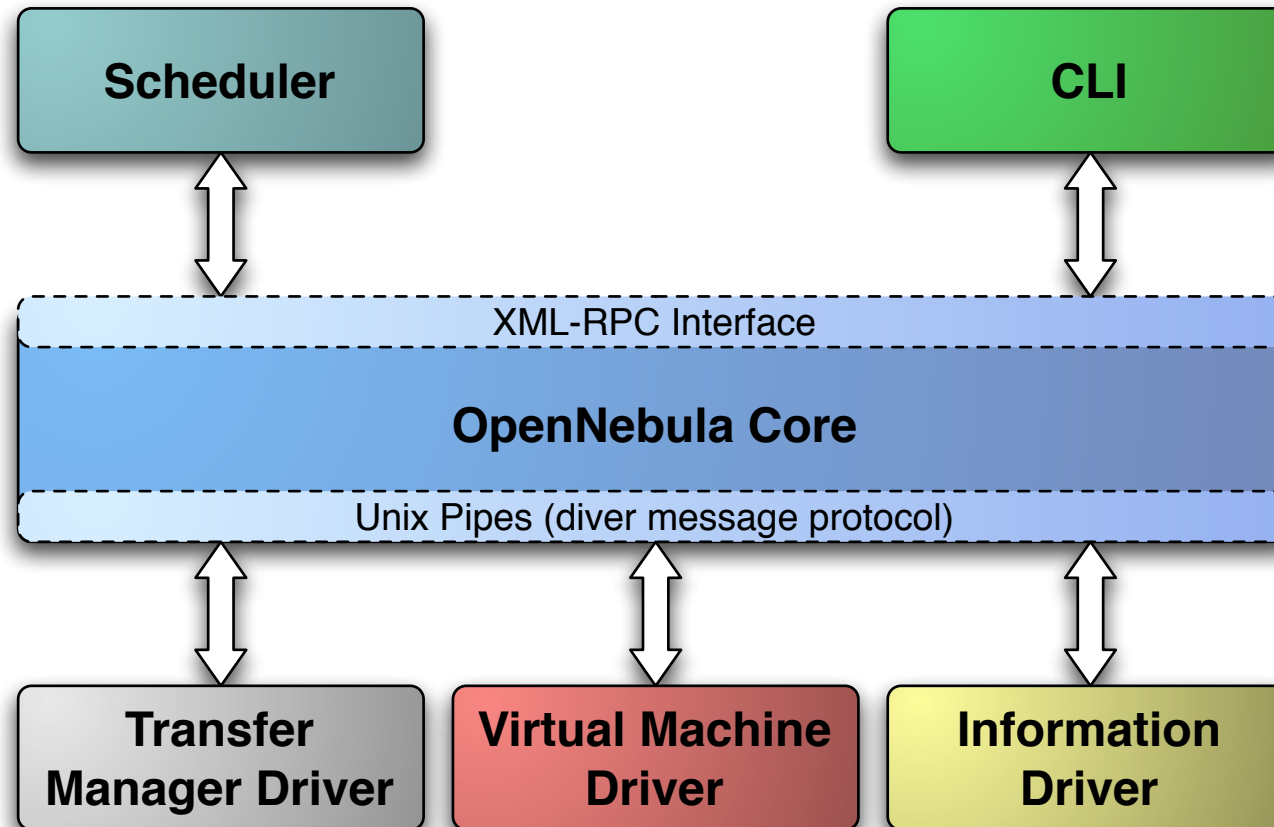 Scheduler
CLI
XML-RPC Interface
OpenNebula Core
Unix Pipes (diver message protocol)
Transfer
Manager Driver
Virtual Machine
Driver
Information
Driver